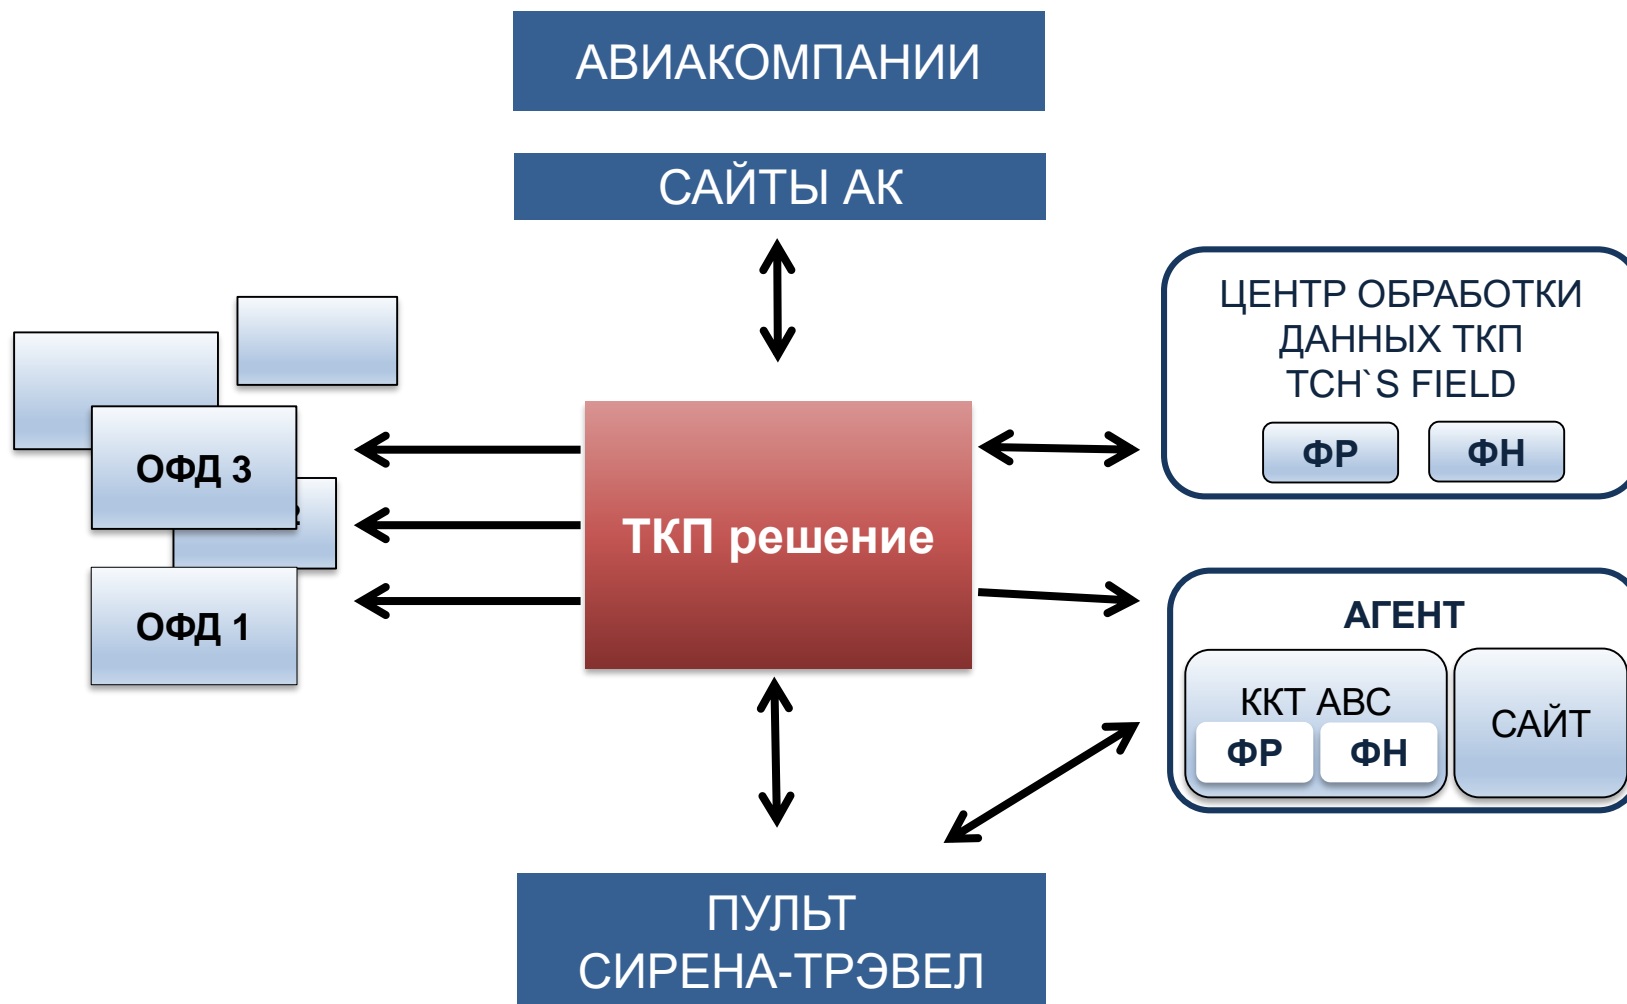 АВИАКОМПАНИИ
САЙТЫ АК
ЦЕНТР ОБРАБОТКИ
ДАННЫХ ТКП
TCH`S FIELD
ФР
ФН
ОФД 3
ТКП решение
ОФД 1
АГЕНТ
ККТ АВС
ФР
ФН
САЙТ
ПУЛЬТ
СИРЕНА-ТРЭВЕЛ